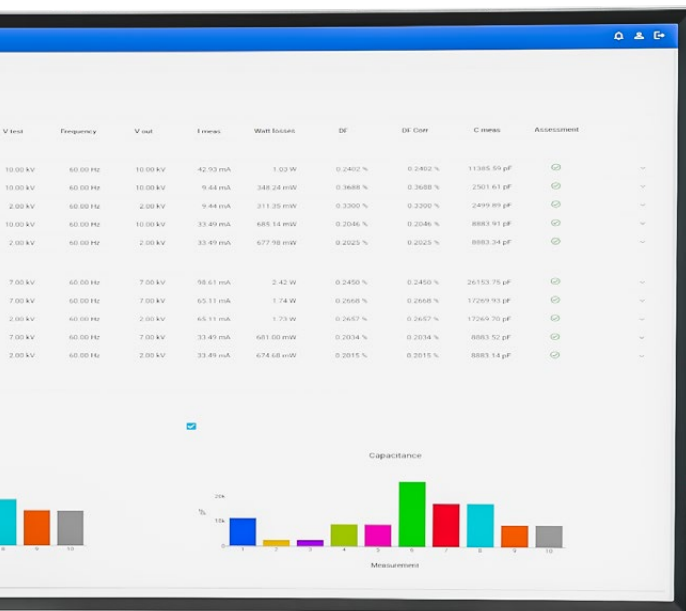 V test Frequency V out I meas Watt losses DF DF Corr C meas Assessment
10.00 kV 60.00 Hz 10.00 kV 42.93 mA 1.03 W 0.2402 % 0.2402 % 11385.59 pF
10.00 kV 60.00 Hz 10.00 kV 9.44 mA 348.24 mW 0.3688 % 0.3688 % 2501.61 pF
2.00 kV 60.00 Hz 2.00 kV 9.44 mA 311.35 mW 0.3300 % 0.3300 % 2499.89 pF
10.00 kV 60.00 Hz 10.00 kV 33.49 mA 685.14 mW 0.2046 % 0.2046 % 8883.91 pF
2.00 kV 60.00 Hz 2.00 kV 33.49 mA 677.98 mW 0.2025 % 0.2025 % 8883.34 pF
7.00 kV 60.00 Hz 7.00 kV 98.61 mA 2.42 W 0.2450 % 0.2450 % 26153.75 pF
7.00 kV 60.00 Hz 7.00 kV 65.11 mA 1.74 W 0.2668 % 0.2668 % 17269.93 pF
2.00 kV 60.00 Hz 2.00 kV 65.11 mA 1.73 W 0.2657 % 0.2657 % 17269.70 pF
7.00 kV 60.00 Hz 7.00 kV 33.49 mA 681.00 mW 0.2034 % 0.2034 % 8883.52 pF
2.00 kV 60.00 Hz 2.00 kV 33.49 mA 674.68 mW 0.2015 % 0.2015 % 8883.14 pF
Capacitance
20k
10k
0
8 9 10
1 2 3 4 5 6 7 8 9 10
Measurement